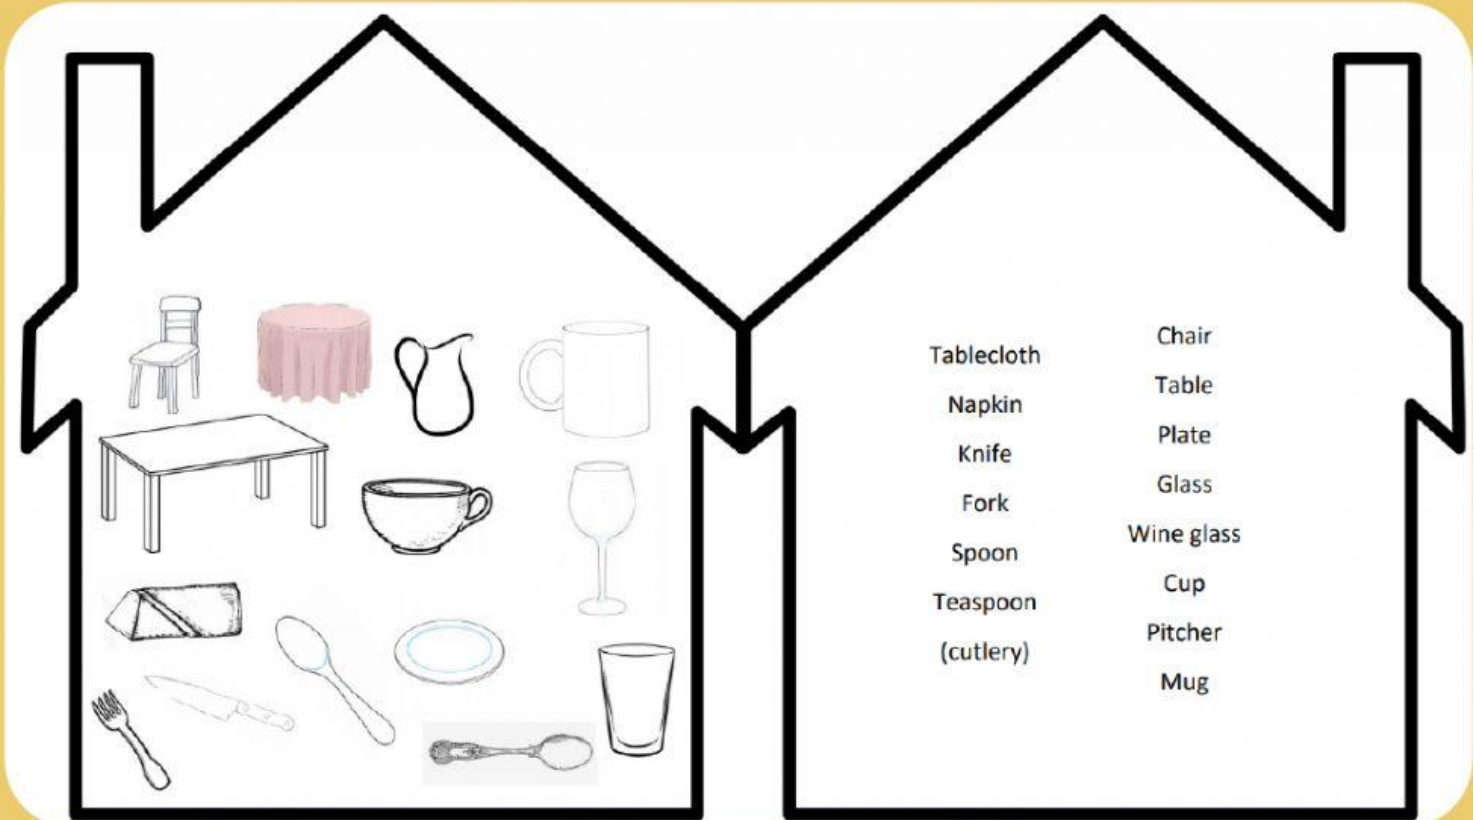 Tablecloth
Napkin
Knife
Fork
Spoon
Teaspoon
(cutlery)
Chair
Table
Plate
Glass
Wine glass
Cup
Pitcher
Mug